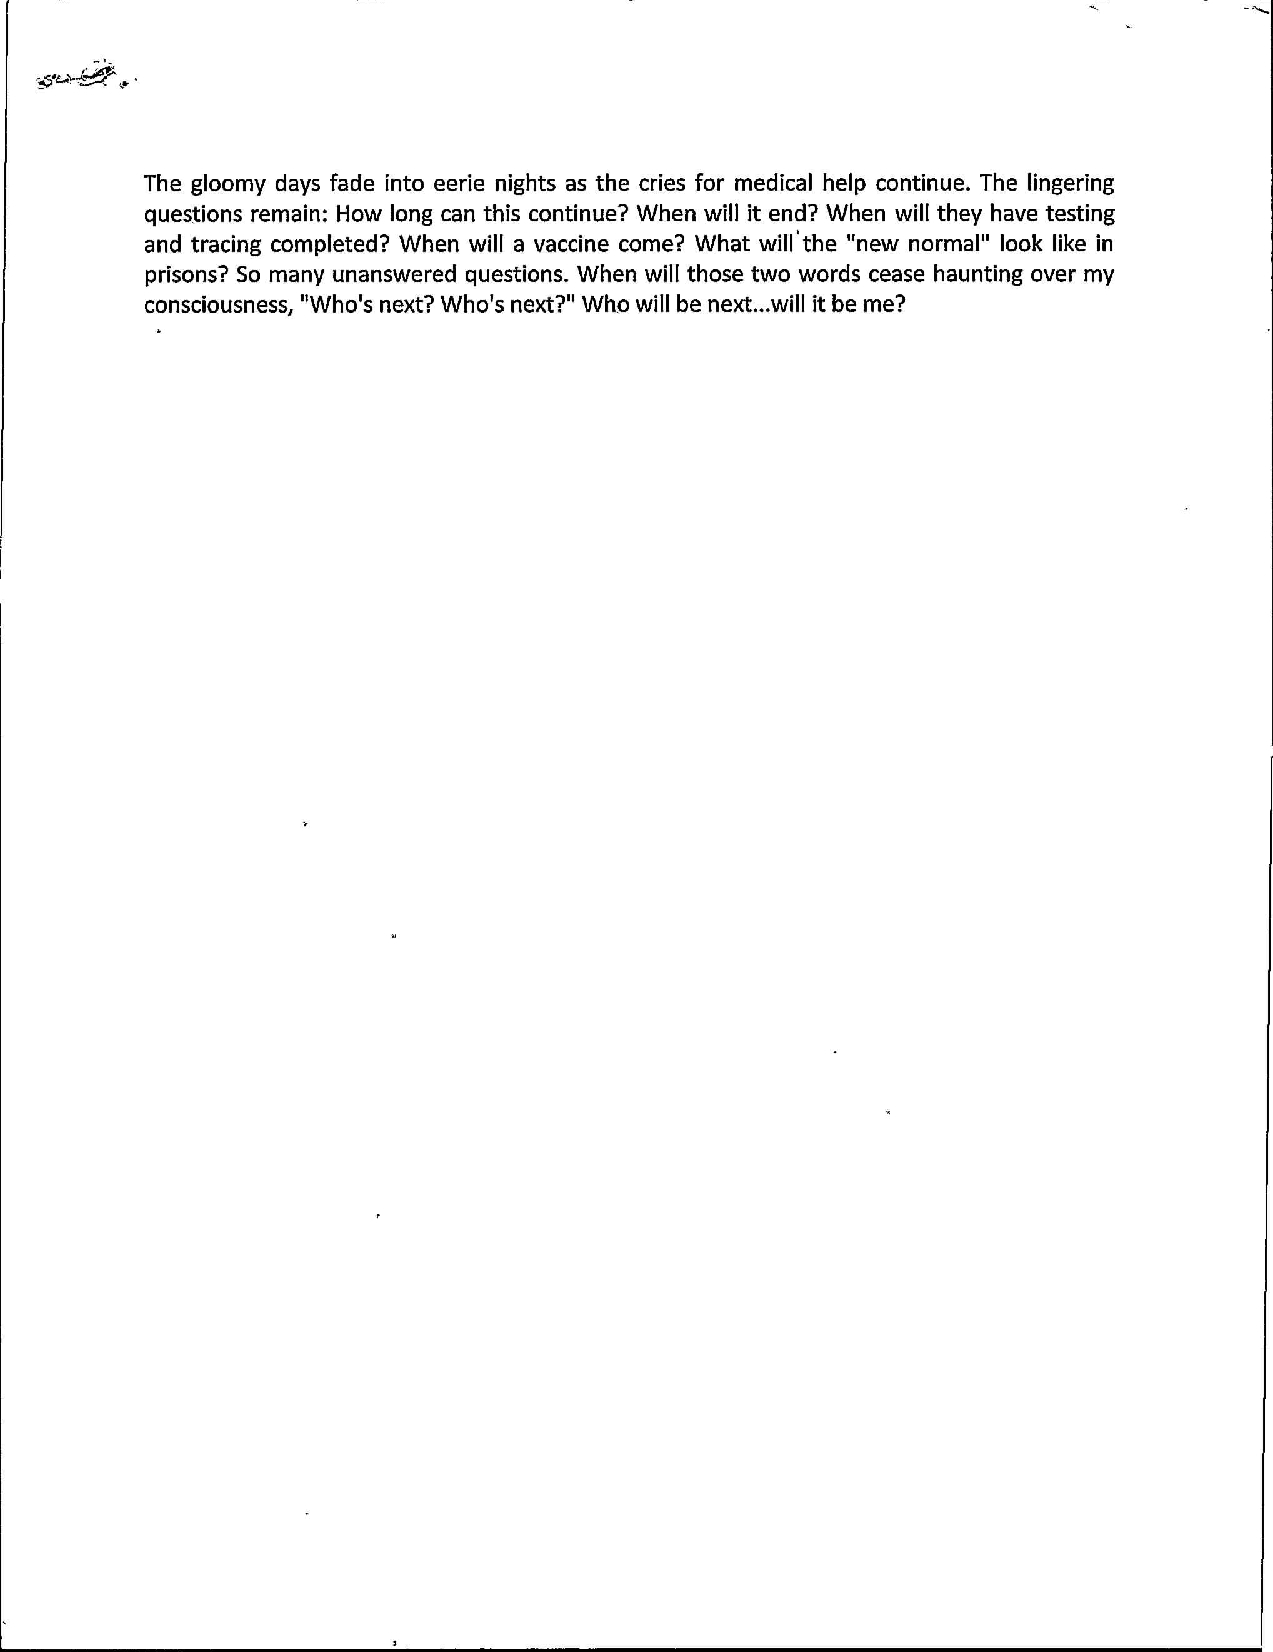 The gloomy days fade into eerie nights as the cries for medical help continue. The lingering
questions remain: How long can this continue? When will it end? When will they have testing
and tracing completed? When will a vaccine come? What will the "new normal" look like in
prisons? So many unanswered questions. When will those two words cease haunting over my
consciousness, "Who's next? Who's next?" Who will be next...will it be me?